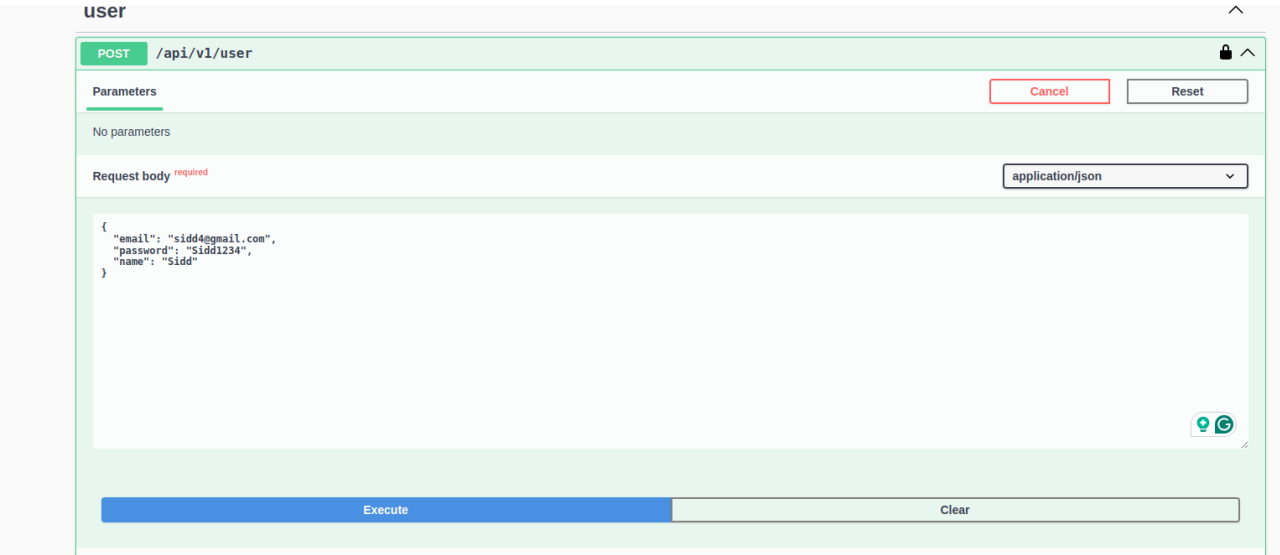 user
POST /api/v1/user
Parameters Cancel Reset
No parameters
Request body required application/json
{
  "email": "sidd4@gmail.com",
  "password": "Sidd1234",
  "name": "Sidd"
}
Execute Clear